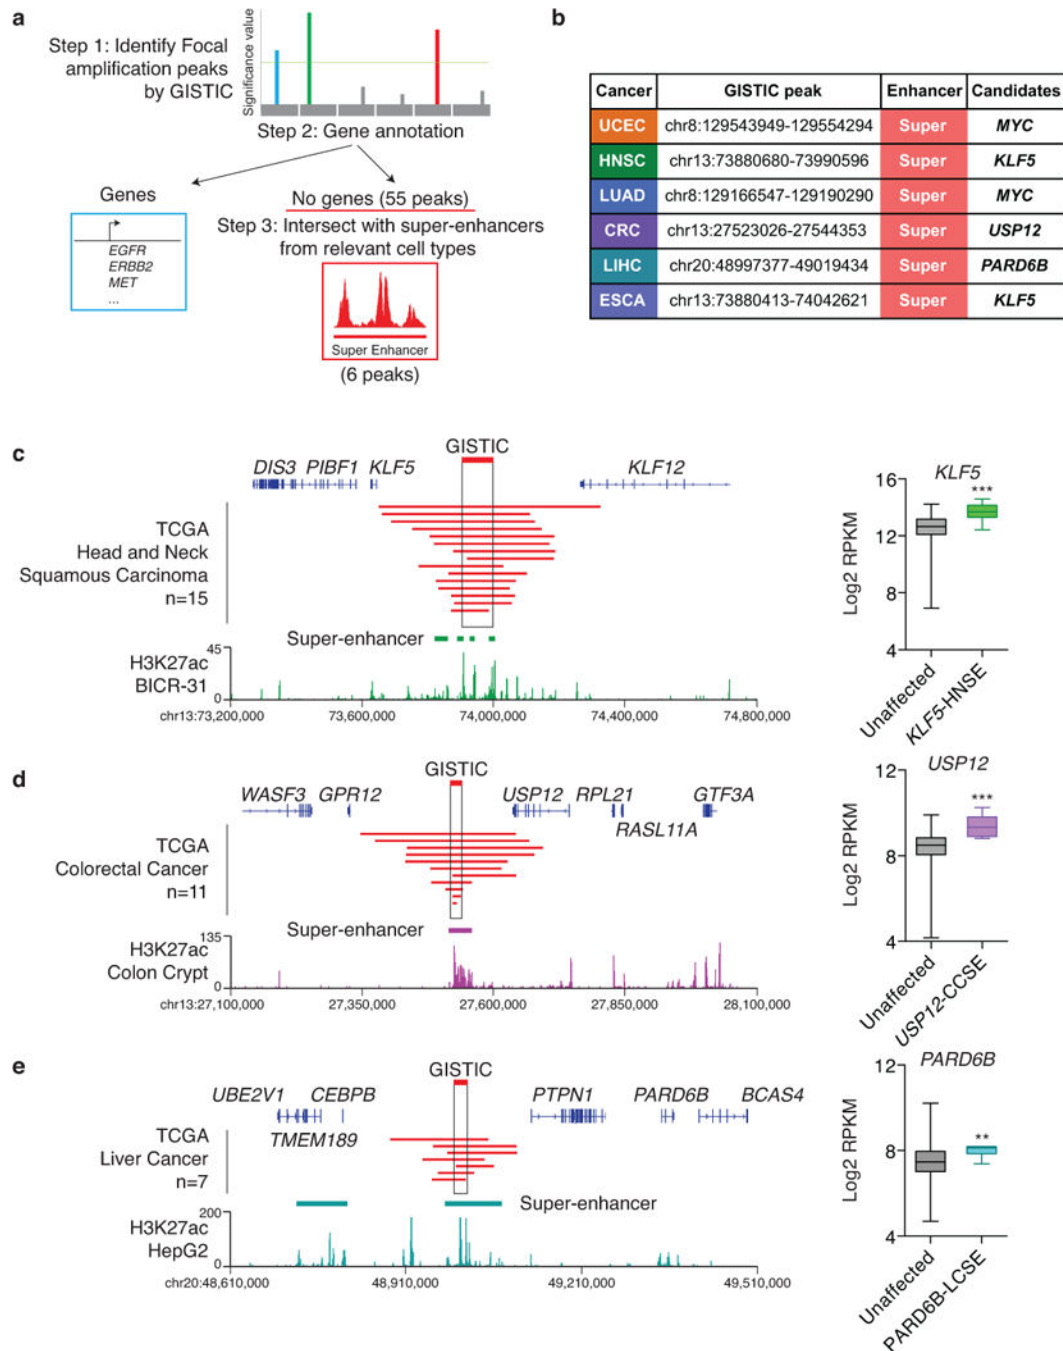 a
Step 1: Identify Focal
amplification peaks
by GISTIC
Significance value
Step 2: Gene annotation
Genes
EGFR
ERBB2
MET
...
No genes (55 peaks)
Step 3: Intersect with super-enhancers
from relevant cell types
Super Enhancer
(6 peaks)
b
Cancer GISTIC peak Enhancer Candidates
UCEC chr8:129543949-129554294 Super MYC
HNSC chr13:73880680-73990596 Super KLF5
LUAD chr8:129166547-129190290 Super MYC
CRC chr13:27523026-27544353 Super USP12
LIHC chr20:48997377-49019434 Super PARD6B
ESCA chr13:73880413-74042621 Super KLF5
c
GISTIC
DIS3 PIBF1 KLF5 KLF12
TCGA
Head and Neck
Squamous Carcinoma
n=15
Super-enhancer
H3K27ac
BICR-31
45
0
chr13:73,200,000 73,600,000 74,000,000 74,400,000 74,800,000
KLF5
***
Log2 RPKM
16
12
8
4
Unaffected
KLF5-HNSE
d
GISTIC
WASF3 GPR12 USP12 RPL21 GTF3A
RASL11A
TCGA
Colorectal Cancer
n=11
Super-enhancer
H3K27ac
Colon Crypt
135
0
chr13:27,100,000 27,350,000 27,600,000 27,850,000 28,100,000
USP12
***
Log2 RPKM
12
8
4
Unaffected
USP12-CCSE
e
GISTIC
UBE2V1 CEBPB PTPN1 PARD6B BCAS4
TMEM189
TCGA
Liver Cancer
n=7
Super-enhancer
H3K27ac
HepG2
200
0
chr20:48,610,000 48,910,000 49,210,000 49,510,000
PARD6B
**
Log2 RPKM
12
8
4
Unaffected
PARD6B-LCSE